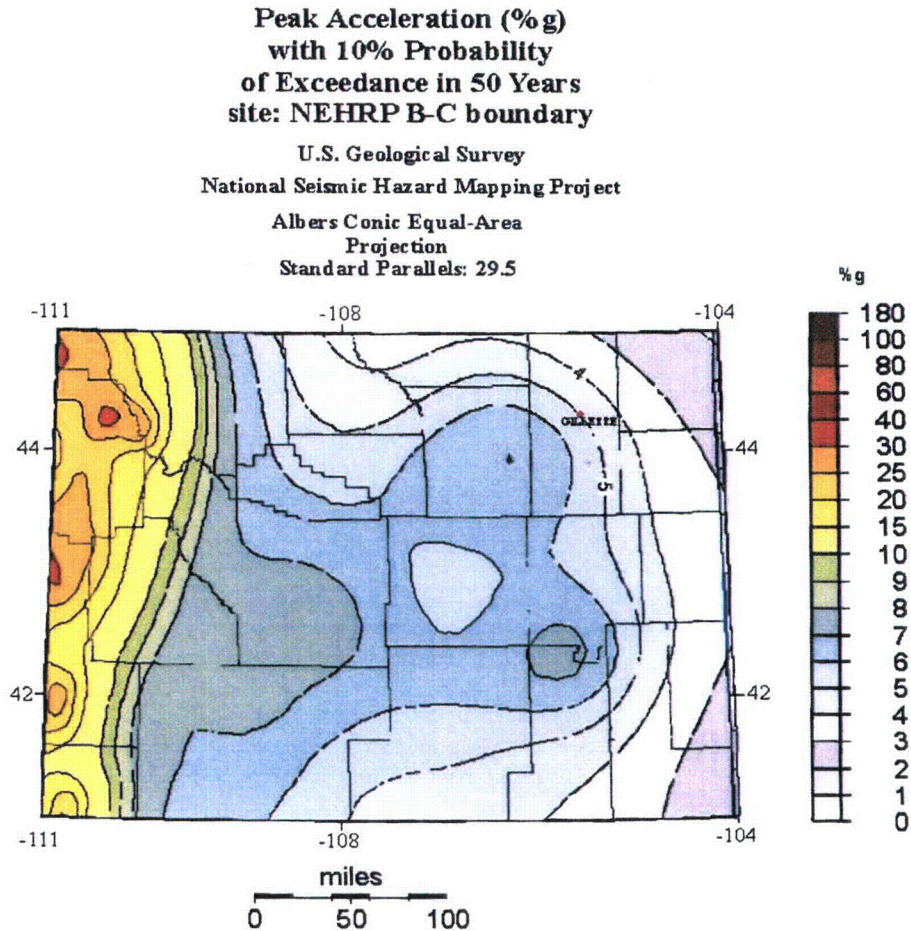 Peak Acceleration (%g)
with 10% Probability
of Exceedance in 50 Years
site: NEHRP B-C boundary
U.S. Geological Survey
National Seismic Hazard Mapping Project
Albers Conic Equal-Area
Projection
Standard Parallels: 29.5
%g
-111
-108
-104
180
100
80
60
40
30
25
20
15
10
9
8
7
6
5
4
3
2
1
0
4
44
44
5
42
42
-111
-108
-104
miles
0 50 100